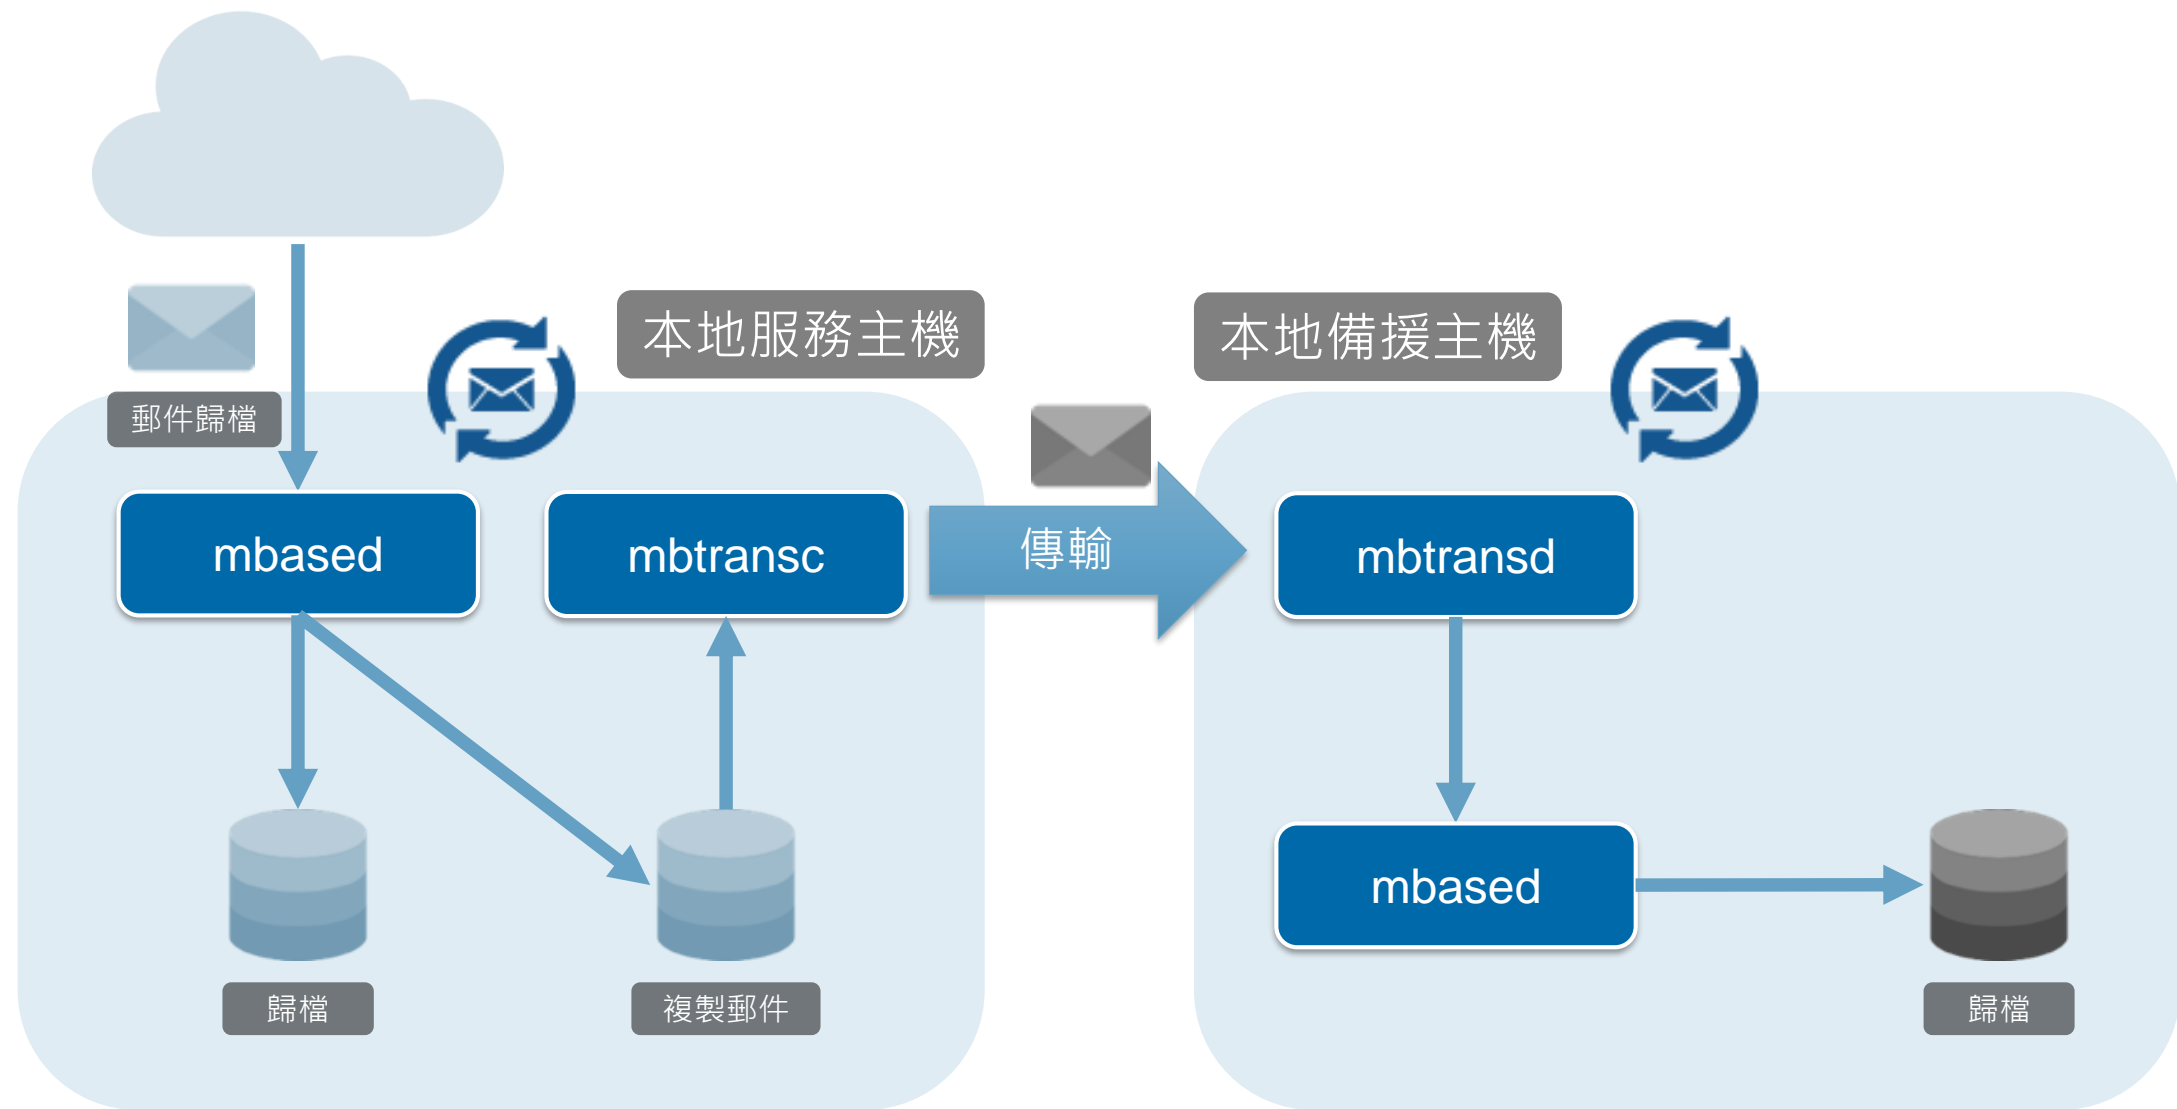 本地服務主機
本地備援主機
郵件歸檔
mbased
mbtransc
傳輸
mbtransd
mbased
歸檔
複製郵件
歸檔